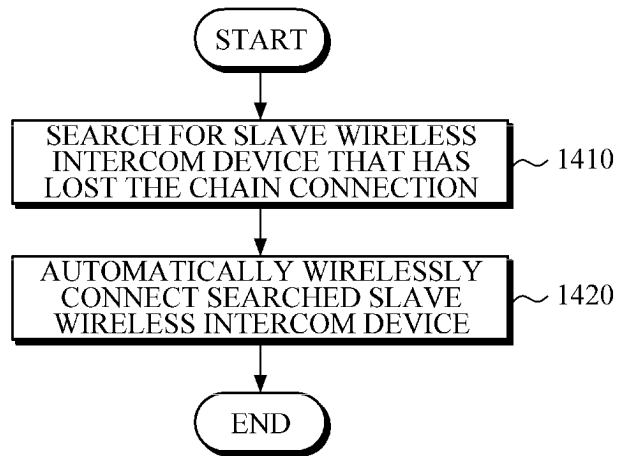 START
SEARCH FOR SLAVE WIRELESS
INTERCOM DEVICE THAT HAS
LOST THE CHAIN CONNECTION
1410
AUTOMATICALLY WIRELESSLY
CONNECT SEARCHED SLAVE
WIRELESS INTERCOM DEVICE
1420
END